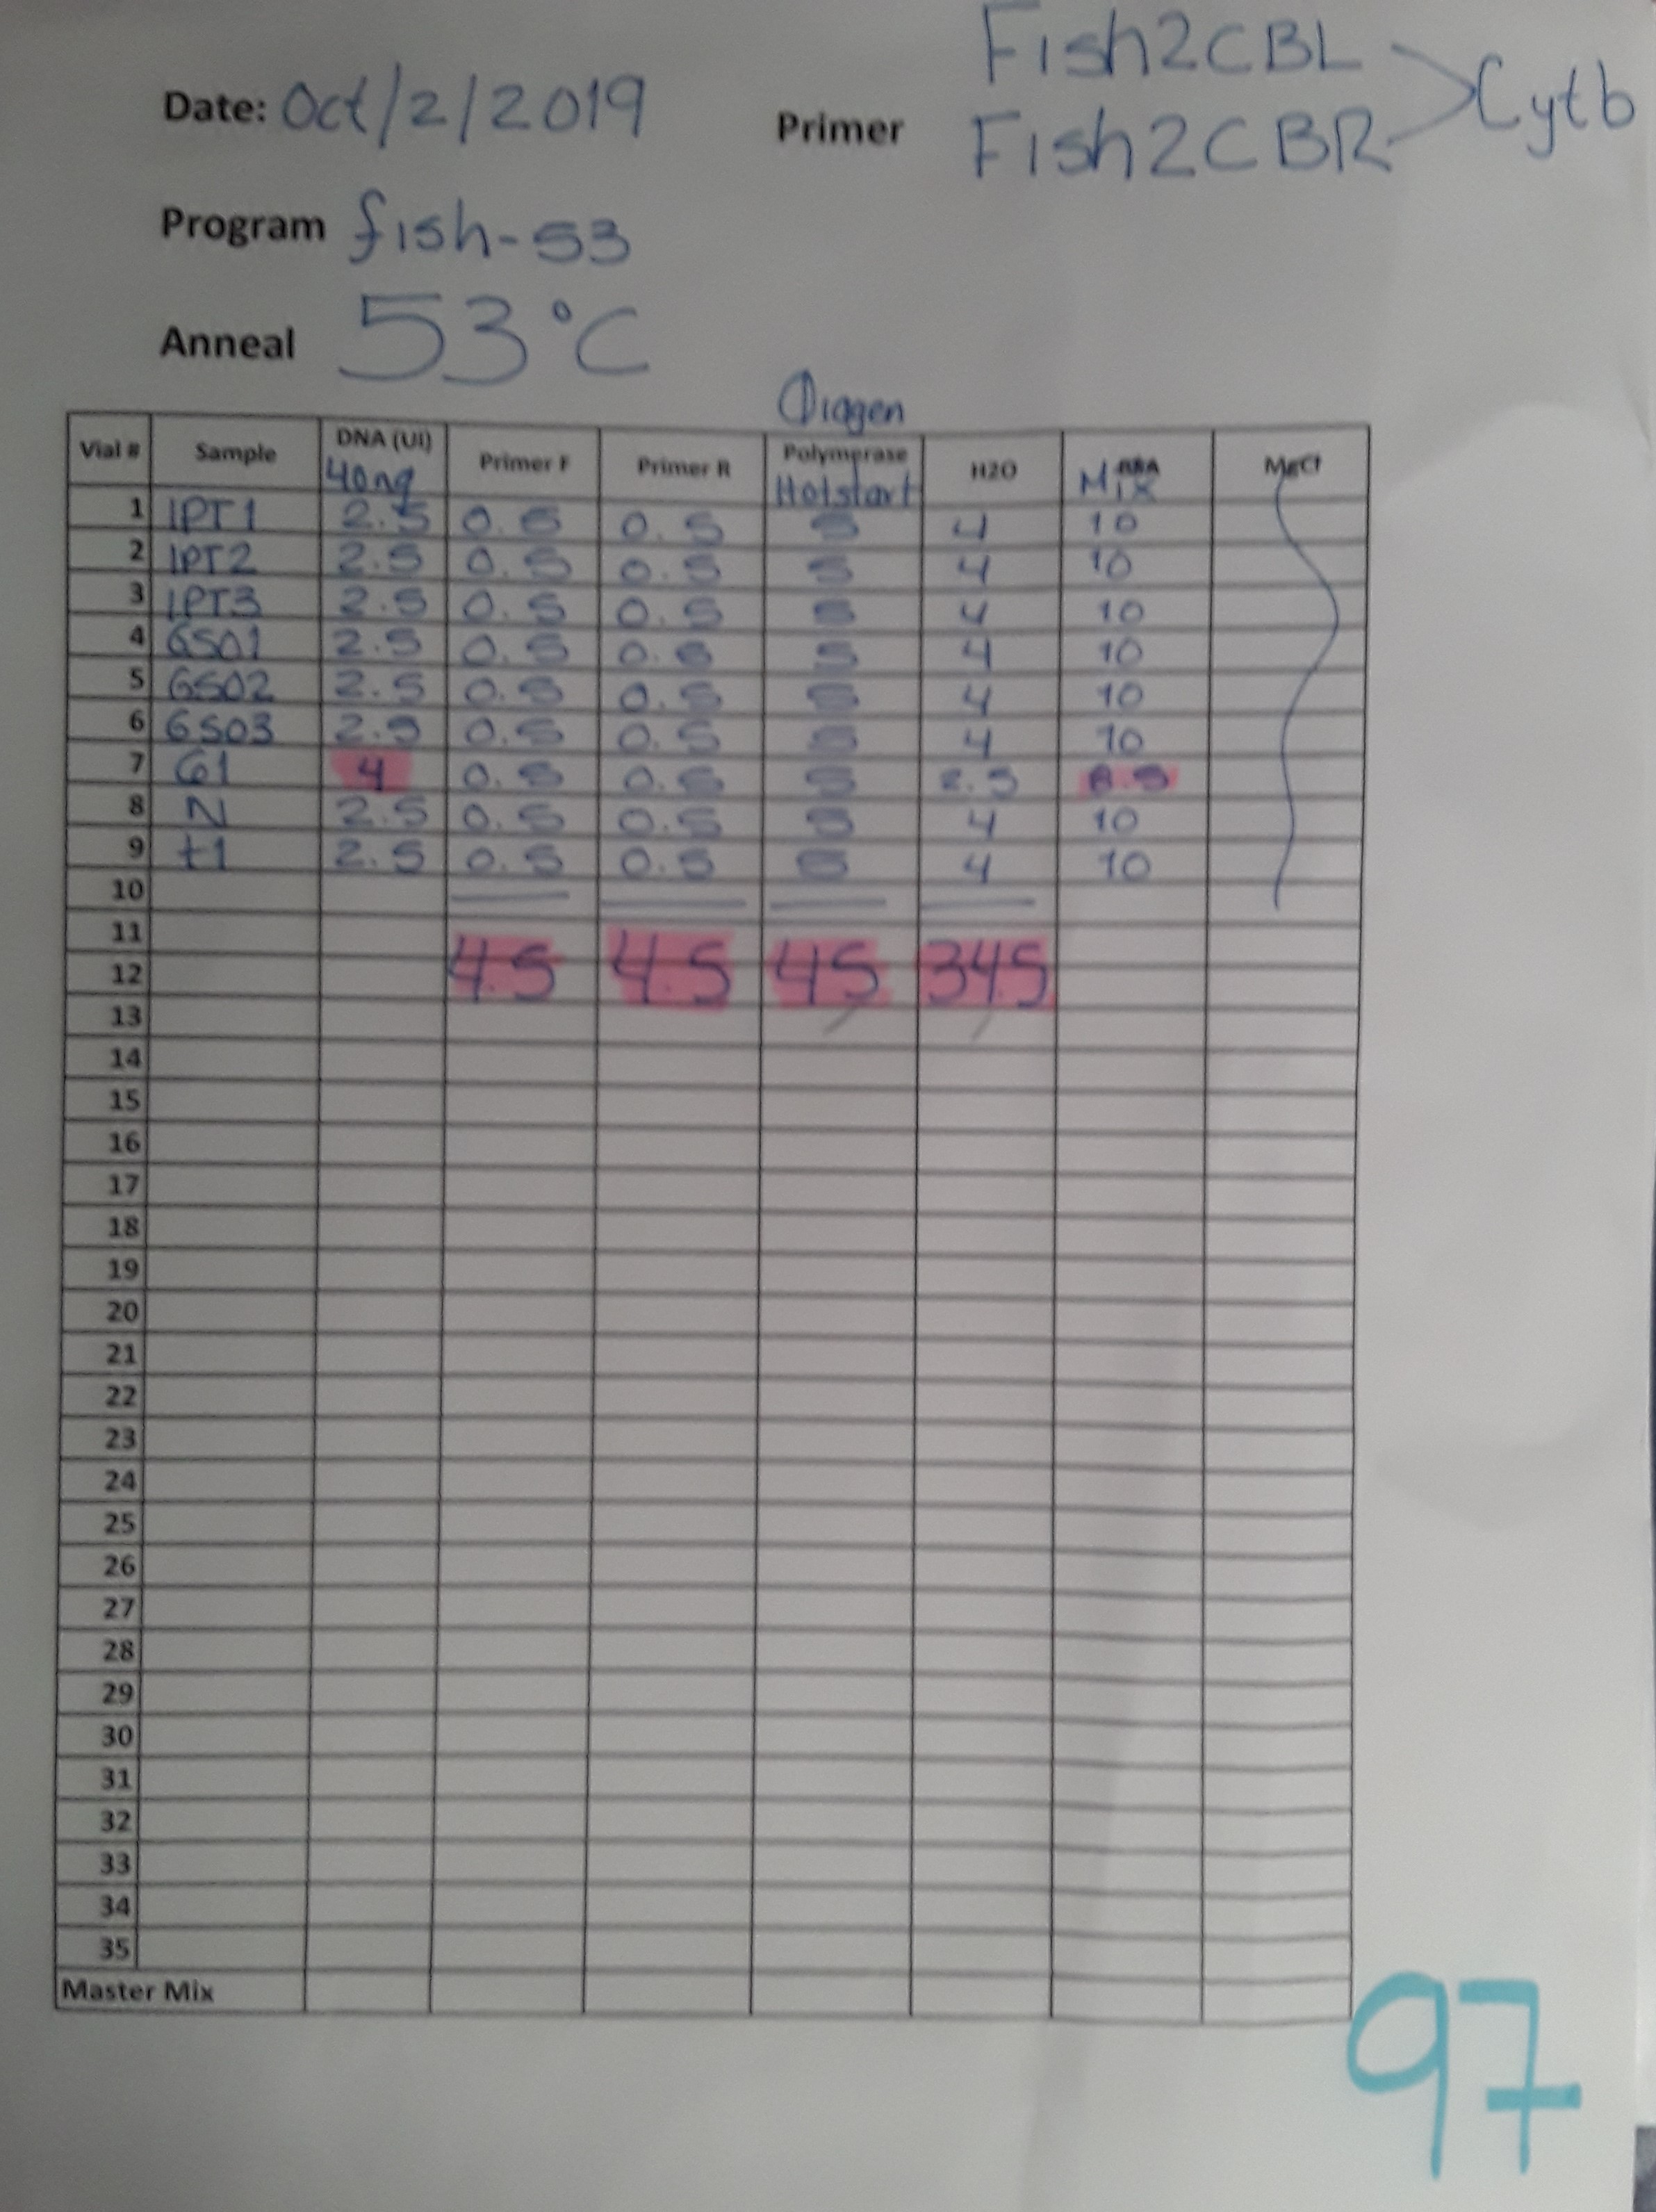 Fish2CBL
Date: Oct/2/2019 Primer Fish2CBR Cytb
Program fish-53
Anneal 53°C
Qiagen
Vial # Sample DNA (Ul) 40ng Primer F Primer R Polymerase Hotstart H2O Mix MgCl
1 IPT1 2.5 0.5 0.5 5 4 10
2 IPT2 2.5 0.5 0.5 5 4 10
3 IPT3 2.5 0.5 0.5 5 4 10
4 GSO1 2.5 0.5 0.5 5 4 10
5 GSO2 2.5 0.5 0.5 5 4 10
6 GSO3 2.5 0.5 0.5 5 4 10
7 G1 4 0.5 0.5 5 2.5 8.5
8 N 2.5 0.5 0.5 5 4 10
9 t1 2.5 0.5 0.5 5 4 10
10
11
12 4.5 4.5 45 34.5
13
14
15
16
17
18
19
20
21
22
23
24
25
26
27
28
29
30
31
32
33
34
35
Master Mix
97